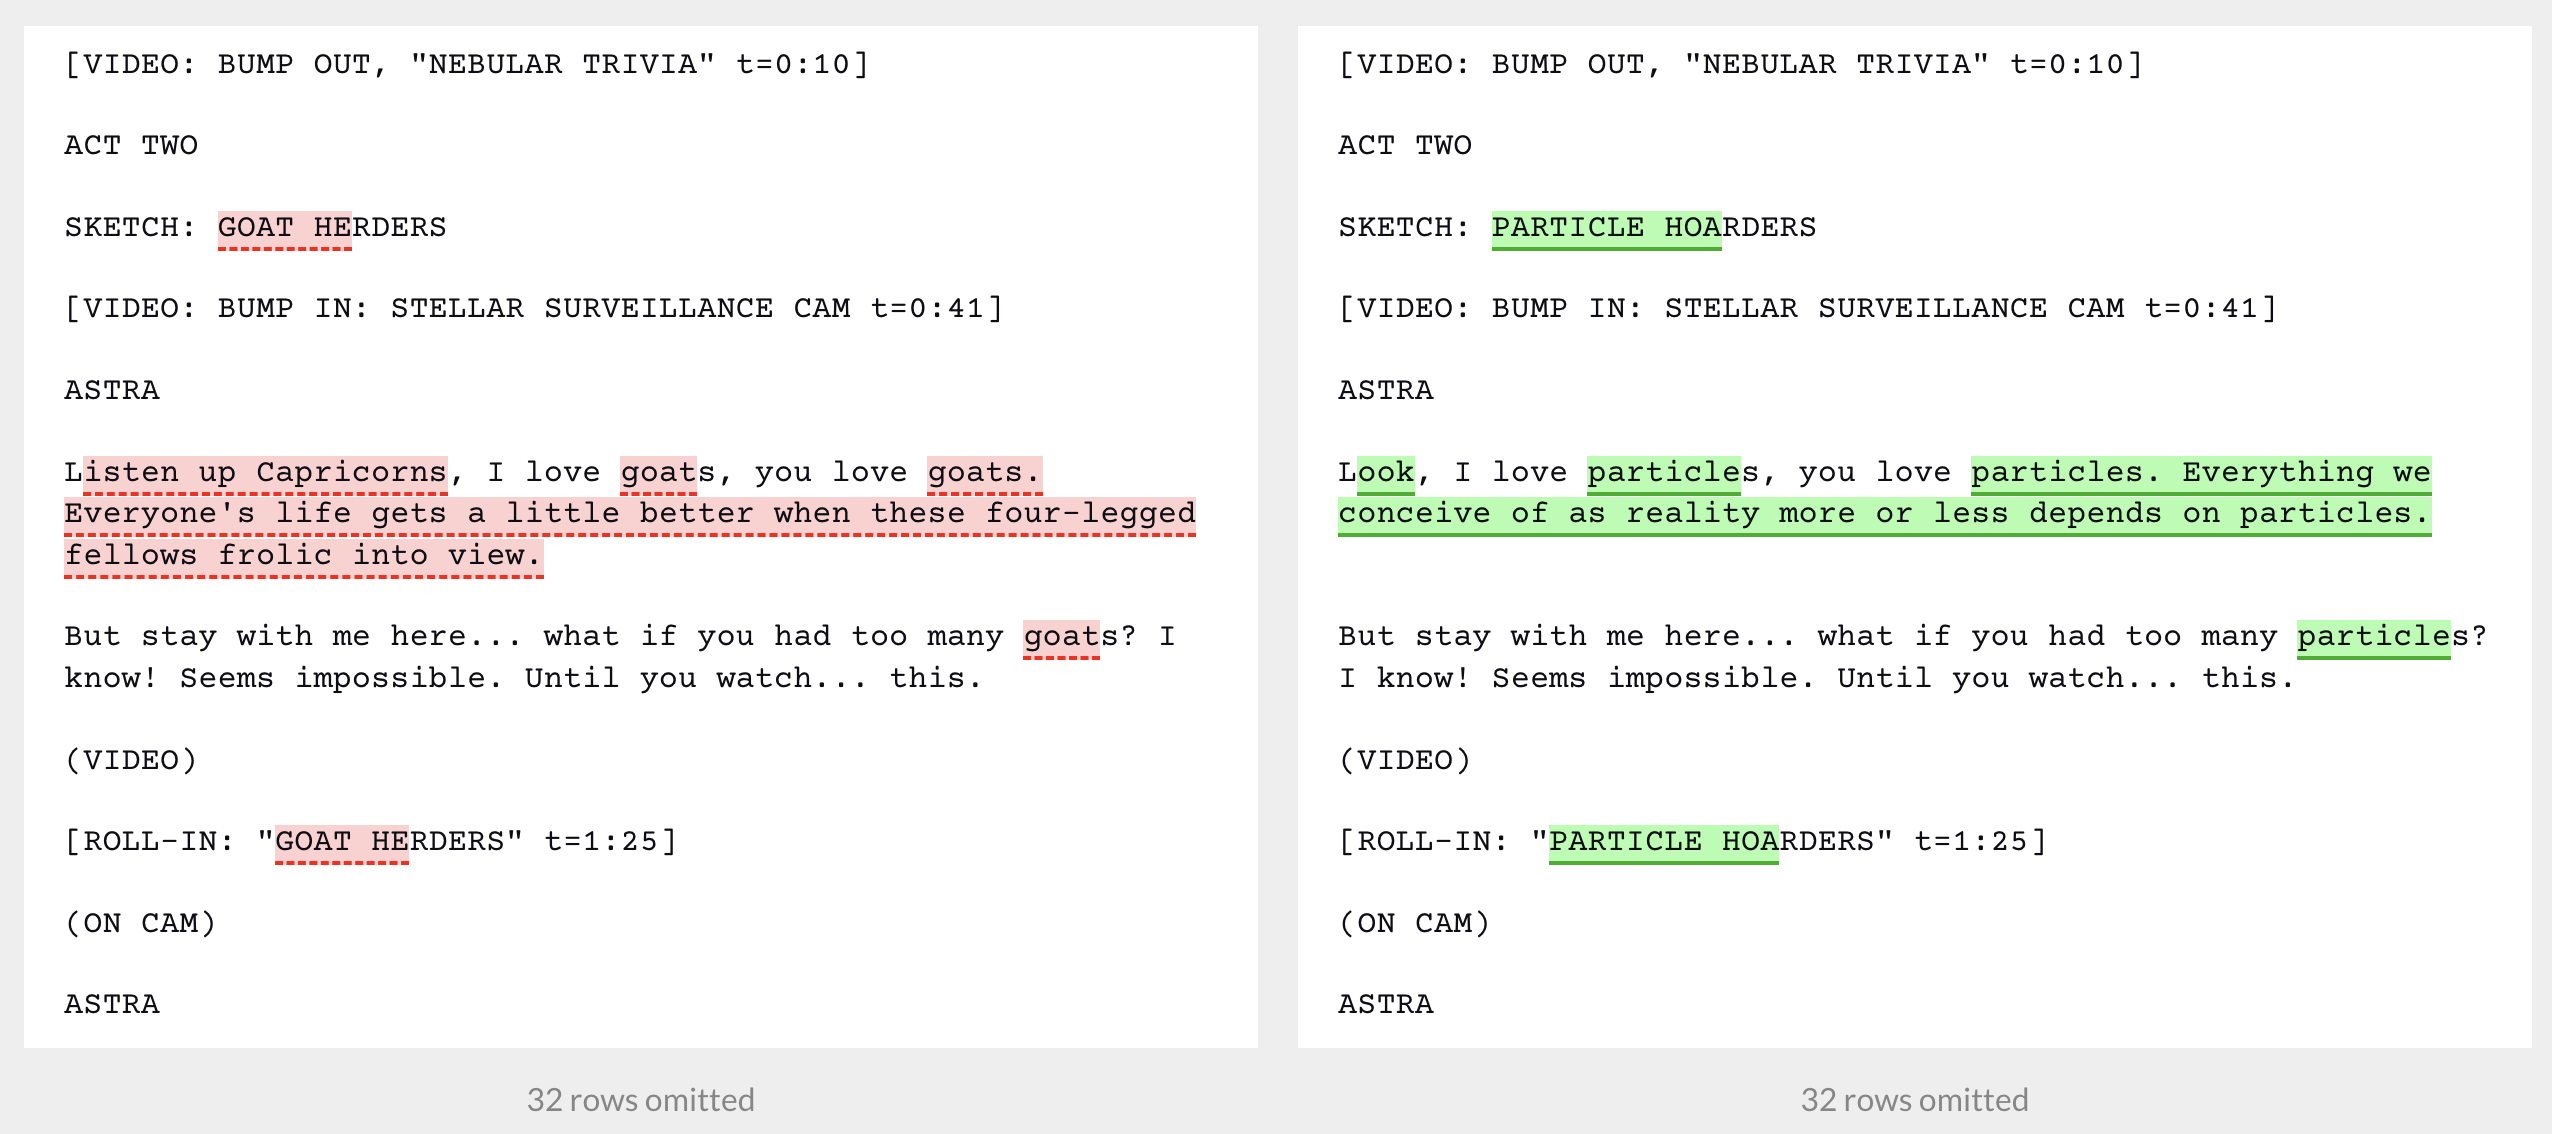 [VIDEO: BUMP OUT, "NEBULAR TRIVIA" t=0:10]
ACT TWO
SKETCH: GOAT HERDERS
[VIDEO: BUMP IN: STELLAR SURVEILLANCE CAM t=0:41]
ASTRA
Listen up Capricorns, I love goats, you love goats.
Everyone's life gets a little better when these four-legged
fellows frolic into view.
But stay with me here... what if you had too many goats? I
know! Seems impossible. Until you watch... this.
(VIDEO)
[ROLL-IN: "GOAT HERDERS" t=1:25]
(ON CAM)
ASTRA
32 rows omitted
[VIDEO: BUMP OUT, "NEBULAR TRIVIA" t=0:10]
ACT TWO
SKETCH: PARTICLE HOARDERS
[VIDEO: BUMP IN: STELLAR SURVEILLANCE CAM t=0:41]
ASTRA
Look, I love particles, you love particles. Everything we
conceive of as reality more or less depends on particles.
But stay with me here... what if you had too many particles?
I know! Seems impossible. Until you watch... this.
(VIDEO)
[ROLL-IN: "PARTICLE HOARDERS" t=1:25]
(ON CAM)
ASTRA
32 rows omitted